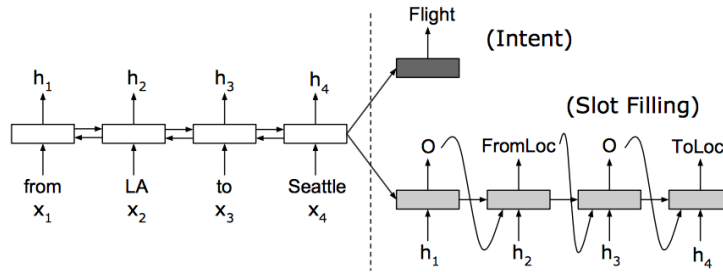 Flight
(Intent)
h1 h2 h3 h4
(Slot Filling)
O FromLoc O ToLoc
from LA to Seattle
x1 x2 x3 x4
h1 h2 h3 h4